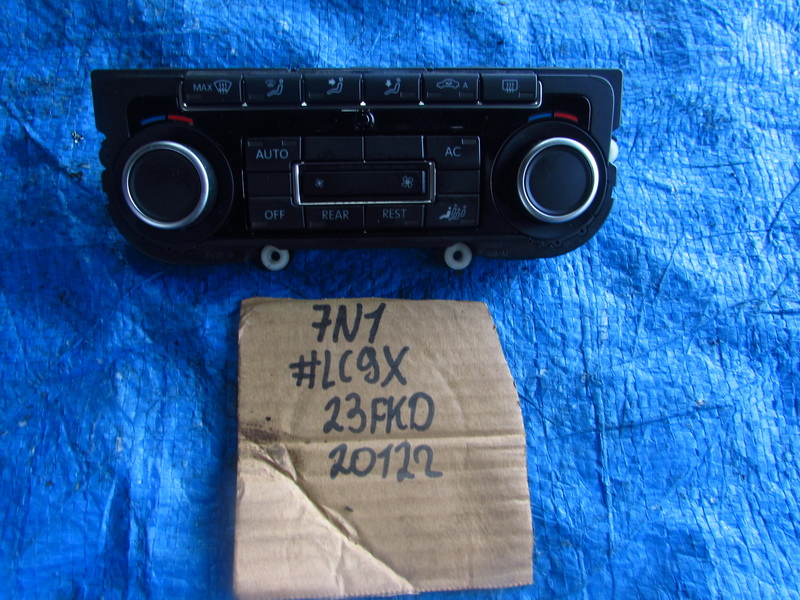 MAX
A
AUTO
AC
OFF
REAR
REST
7N1
#LC9X
23FKD
20122